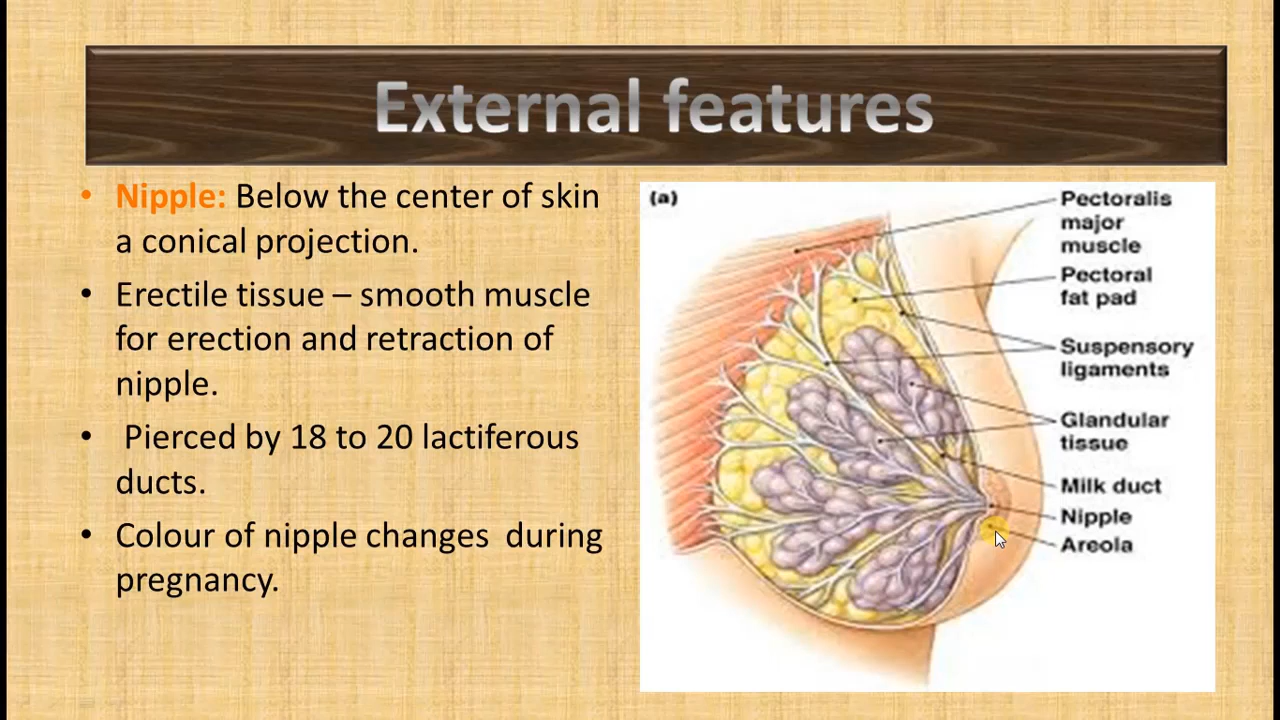 External features
• Nipple: Below the center of skin
a conical projection.
• Erectile tissue – smooth muscle
for erection and retraction of
nipple.
• Pierced by 18 to 20 lactiferous
ducts.
• Colour of nipple changes during
pregnancy.
(a)
Pectoralis
major
muscle
Pectoral
fat pad
Suspensory
ligaments
Glandular
tissue
Milk duct
Nipple
Areola